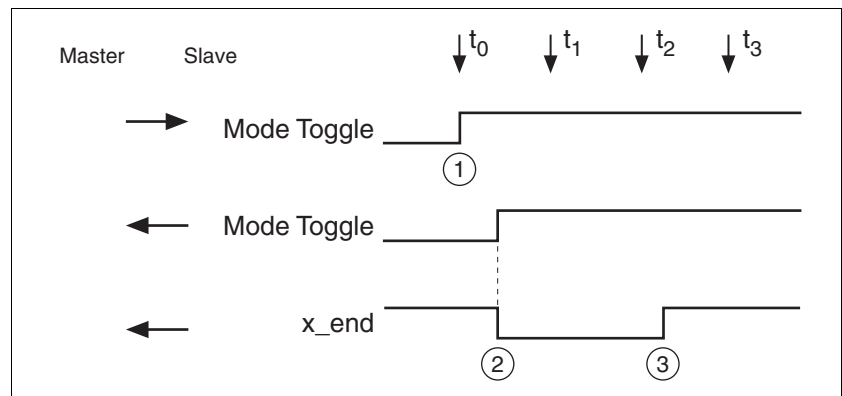 Master Slave t0 t1 t2 t3
Mode Toggle
1
Mode Toggle
x_end
2 3